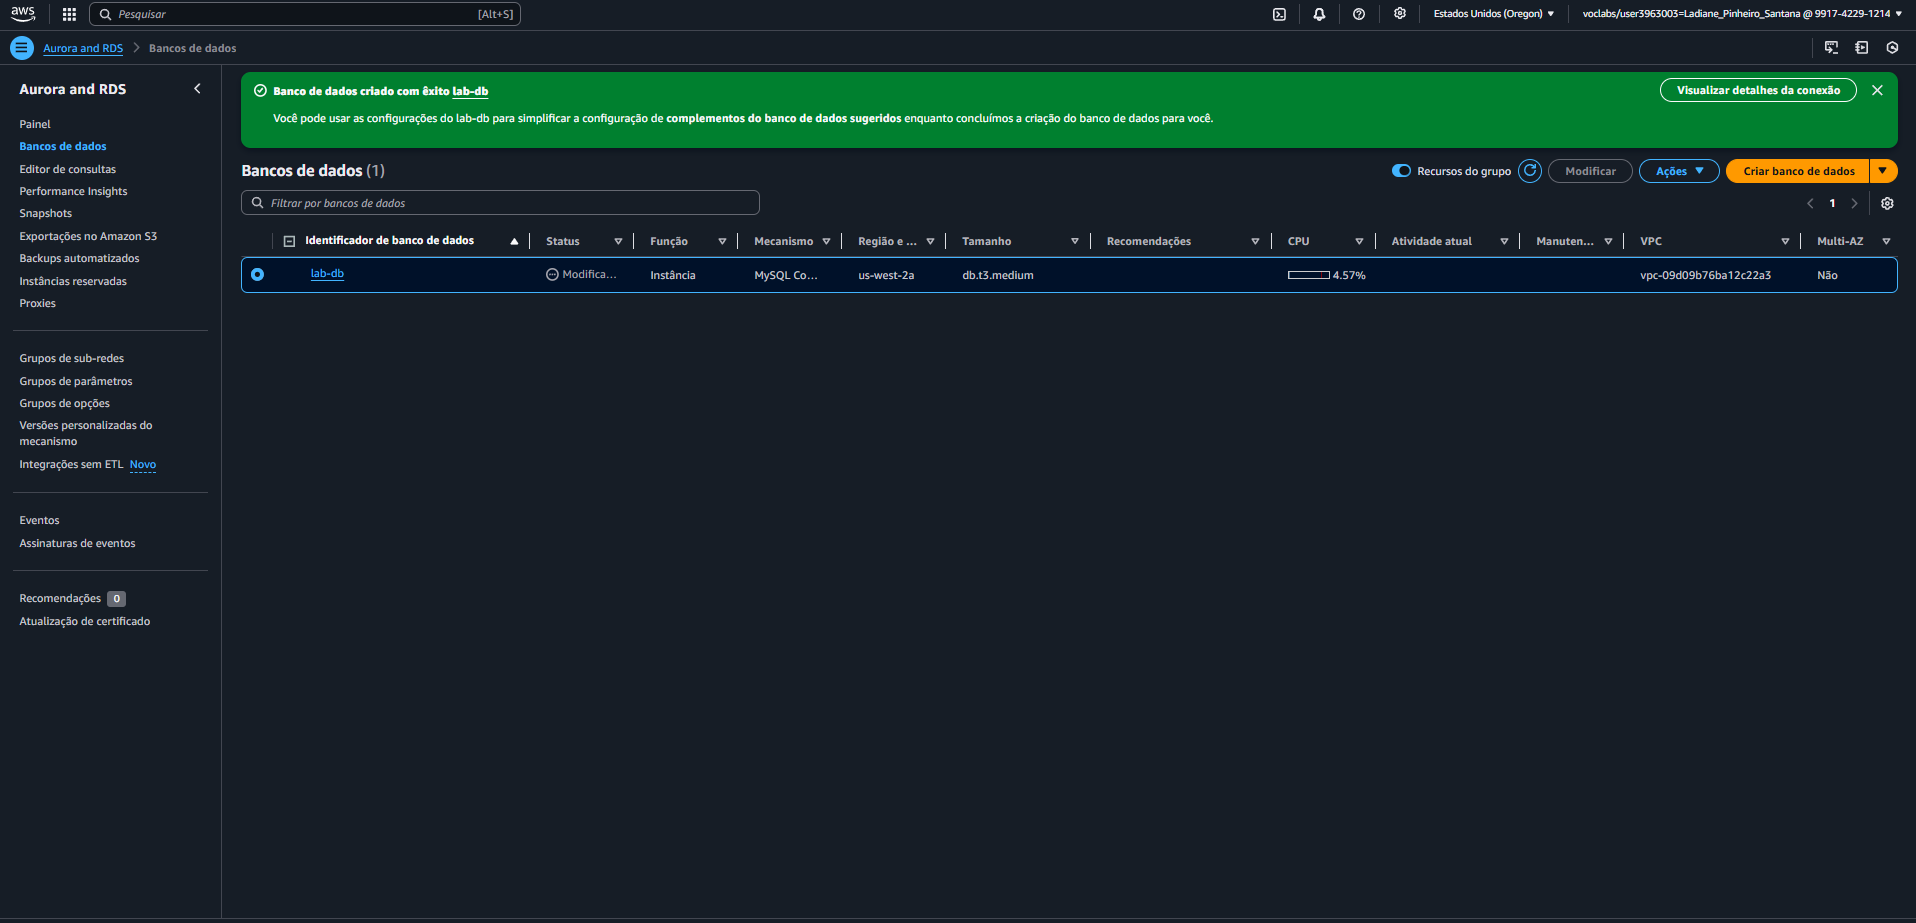 aws
Pesquisar [Alt+S] Estados Unidos (Oregon) voclabs/user3963003=Ladiane_Pinheiro_Santana @ 9917-4229-1214
Aurora and RDS Bancos de dados
Aurora and RDS
Painel
Bancos de dados
Editor de consultas
Performance Insights
Snapshots
Exportações no Amazon S3
Backups automatizados
Instâncias reservadas
Proxies
Grupos de sub-redes
Grupos de parâmetros
Grupos de opções
Versões personalizadas do
mecanismo
Integrações sem ETL Novo
Eventos
Assinaturas de eventos
Recomendações 0
Atualização de certificado
Banco de dados criado com êxito lab-db Visualizar detalhes da conexão
Você pode usar as configurações do lab-db para simplificar a configuração de complementos do banco de dados sugeridos enquanto concluímos a criação do banco de dados para você.
Bancos de dados (1) Recursos do grupo Modificar Ações Criar banco de dados
Filtrar por bancos de dados 1
Identificador de banco de dados Status Função Mecanismo Região e ... Tamanho Recomendações CPU Atividade atual Manuten... VPC Multi-AZ
lab-db Modifica... Instância MySQL Co... us-west-2a db.t3.medium 4.57% vpc-09d09b76ba12c22a3 Não